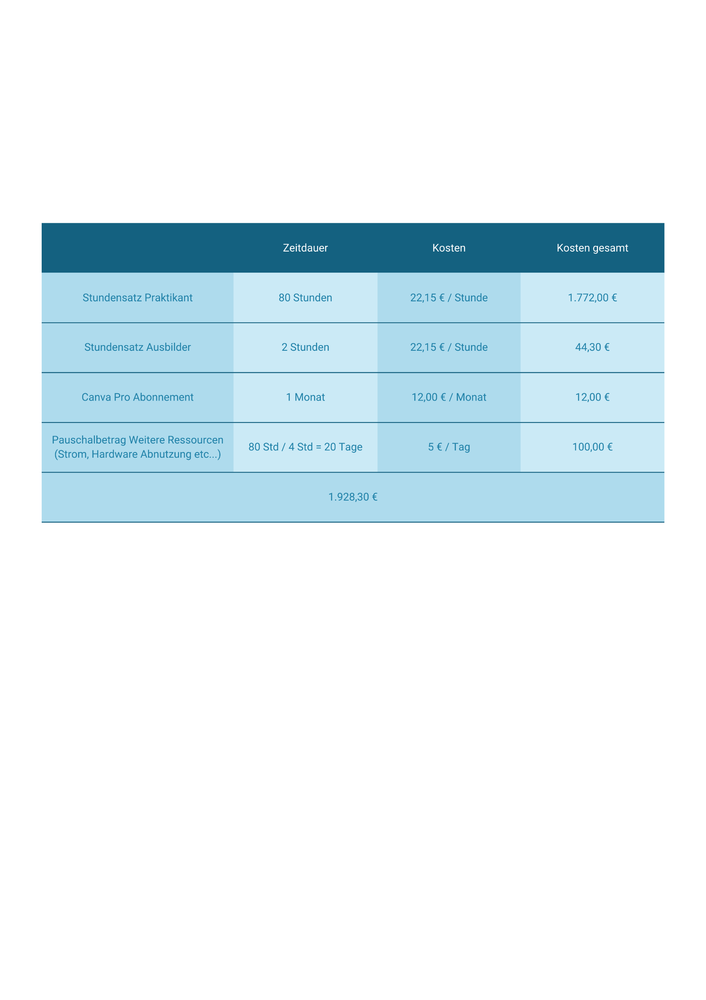 Zeitdauer Kosten Kosten gesamt
Stundensatz Praktikant 80 Stunden 22,15 € / Stunde 1.772,00 €
Stundensatz Ausbilder 2 Stunden 22,15 € / Stunde 44,30 €
Canva Pro Abonnement 1 Monat 12,00 € / Monat 12,00 €
Pauschalbetrag Weitere Ressourcen
(Strom, Hardware Abnutzung etc...) 80 Std / 4 Std = 20 Tage 5 € / Tag 100,00 €
1.928,30 €